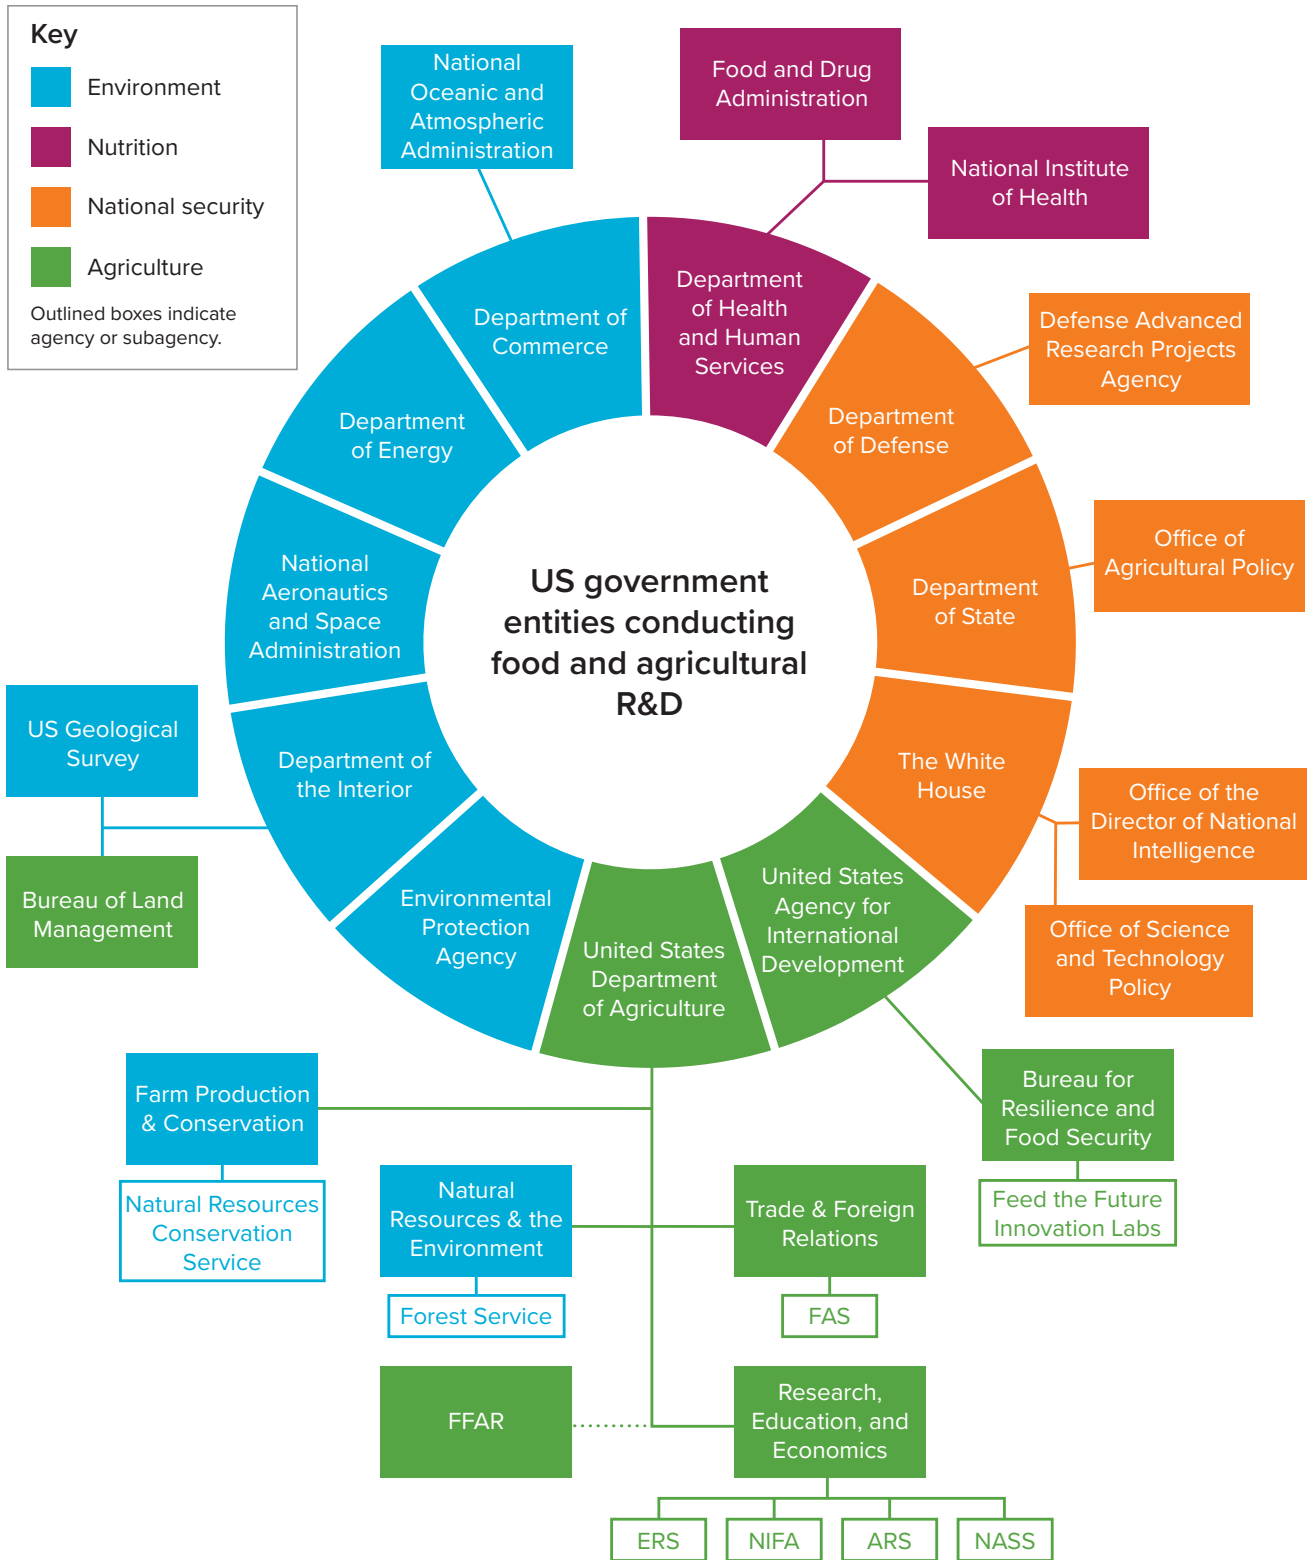 Key
Environment
Nutrition
National security
Agriculture
Outlined boxes indicate
agency or subagency.
National
Oceanic and
Atmospheric
Administration
Food and Drug
Administration
National Institute
of Health
Defense Advanced
Research Projects
Agency
Office of
Agricultural Policy
Office of the
Director of National
Intelligence
Office of Science
and Technology
Policy
Department of
Commerce
Department
of Health
and Human
Services
Department
of Defense
Department
of State
The White
House
United States
Agency for
International
Development
United States
Department
of Agriculture
Environmental
Protection
Agency
Department of
the Interior
National
Aeronautics
and Space
Administration
Department
of Energy
US government
entities conducting
food and agricultural
R&D
US Geological
Survey
Bureau of Land
Management
Farm Production
& Conservation
Natural Resources
Conservation
Service
Natural
Resources & the
Environment
Forest Service
Trade & Foreign
Relations
FAS
Bureau for
Resilience and
Food Security
Feed the Future
Innovation Labs
FFAR
Research,
Education, and
Economics
ERS
NIFA
ARS
NASS